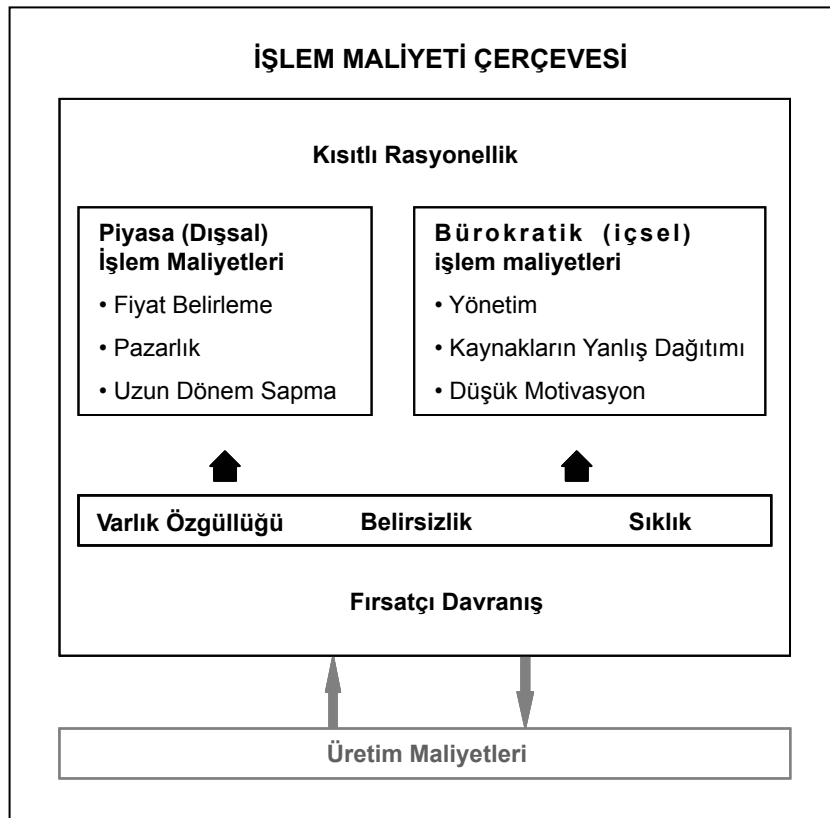 İŞLEM MALİYETİ ÇERÇEVESİ
Kısıtlı Rasyonellik
Piyasa (Dışsal)
İşlem Maliyetleri
• Fiyat Belirleme
• Pazarlık
• Uzun Dönem Sapma
Bürokratik (içsel)
işlem maliyetleri
• Yönetim
• Kaynakların Yanlış Dağıtımı
• Düşük Motivasyon
Varlık Özgüllüğü Belirsizlik Sıklık
Fırsatçı Davranış
Üretim Maliyetleri